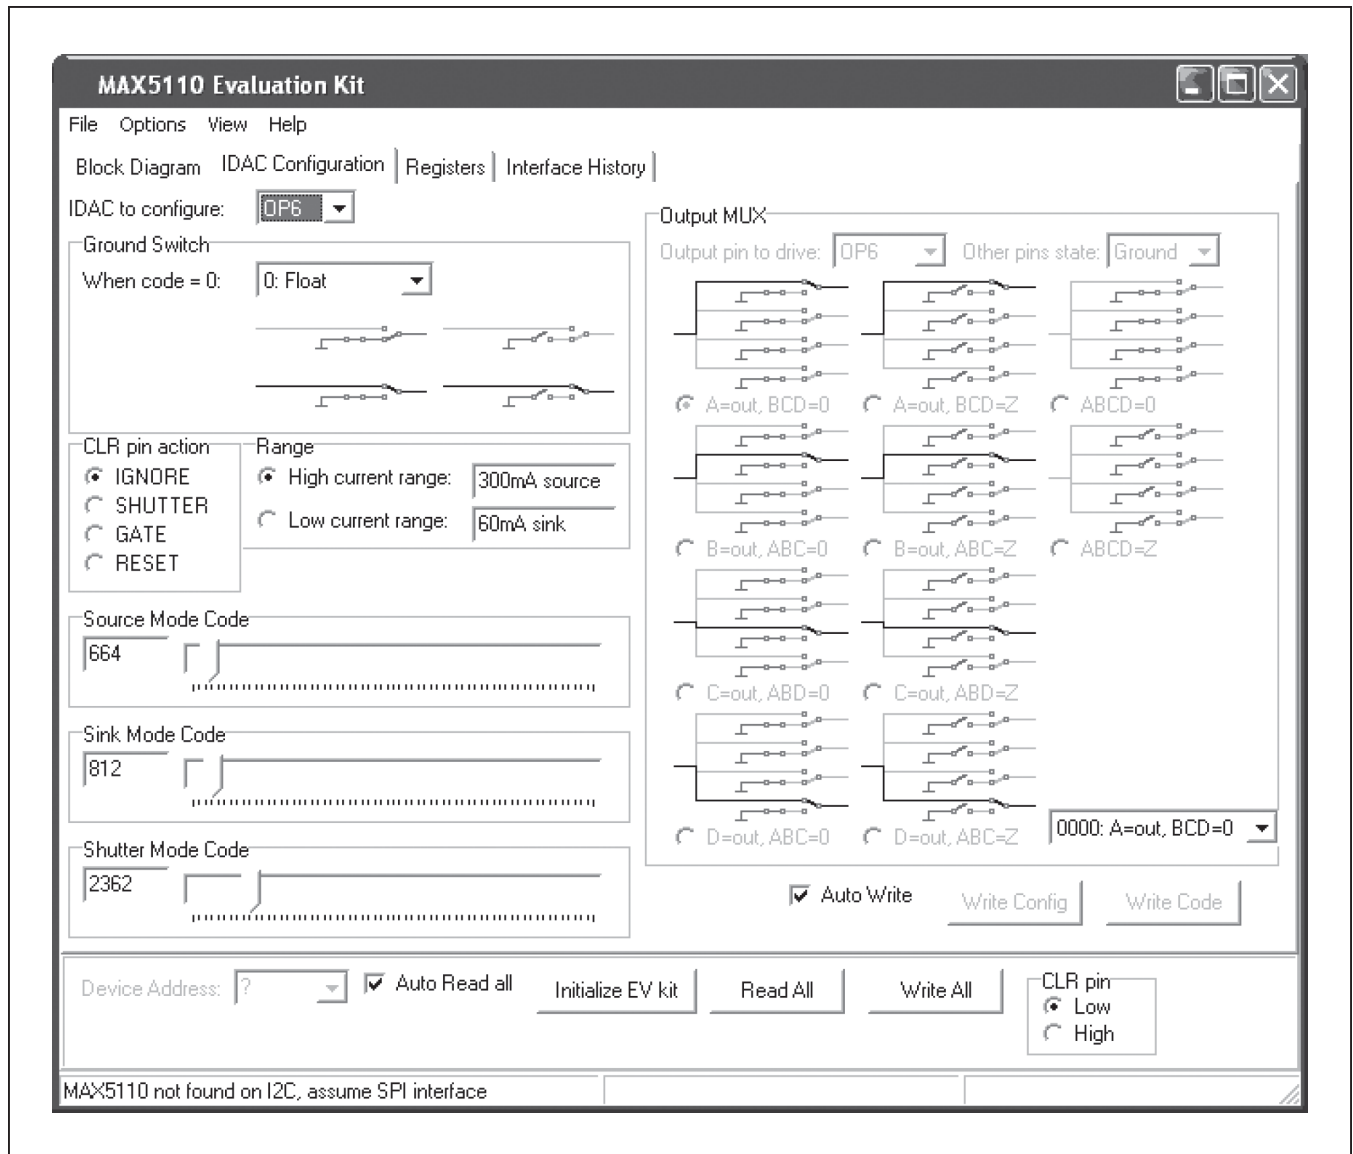 MAX5110 Evaluation Kit
File Options View Help
Block Diagram IDAC Configuration Registers Interface History
IDAC to configure: OP6
Ground Switch
When code = 0: 0: Float
CLR pin action
IGNORE
SHUTTER
GATE
RESET
Range
High current range: 300mA source
Low current range: 60mA sink
Source Mode Code
664
Sink Mode Code
812
Shutter Mode Code
2362
Output MUX
Output pin to drive: OP6 Other pins state: Ground
A=out, BCD=0 A=out, BCD=Z ABCD=0
B=out, ABC=0 B=out, ABC=Z ABCD=Z
C=out, ABD=0 C=out, ABD=Z
D=out, ABC=0 D=out, ABC=Z 0000: A=out, BCD=0
Auto Write Write Config Write Code
Device Address: ? Auto Read all Initialize EV kit Read All Write All
CLR pin
Low
High
MAX5110 not found on I2C, assume SPI interface